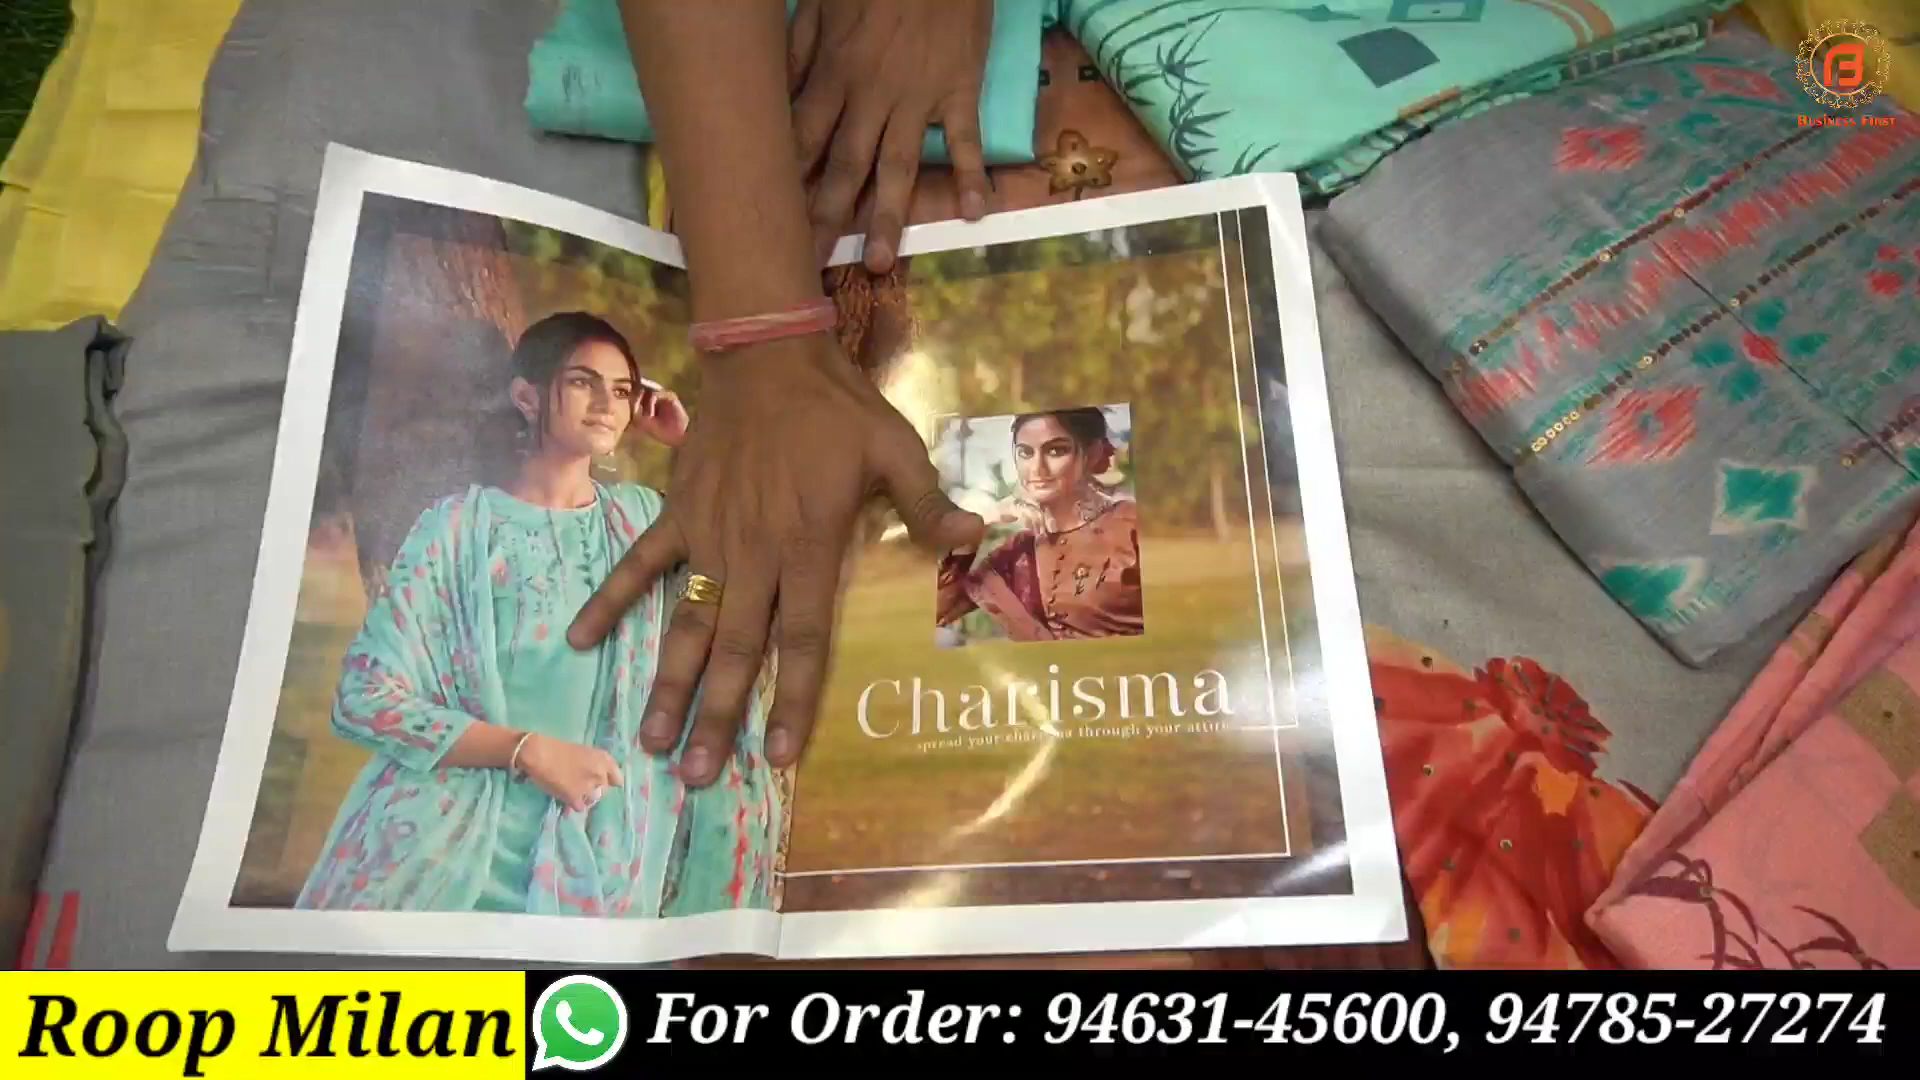 Business First
Charisma
spread your charisma through your attire
Roop Milan
For Order: 94631-45600, 94785-27274